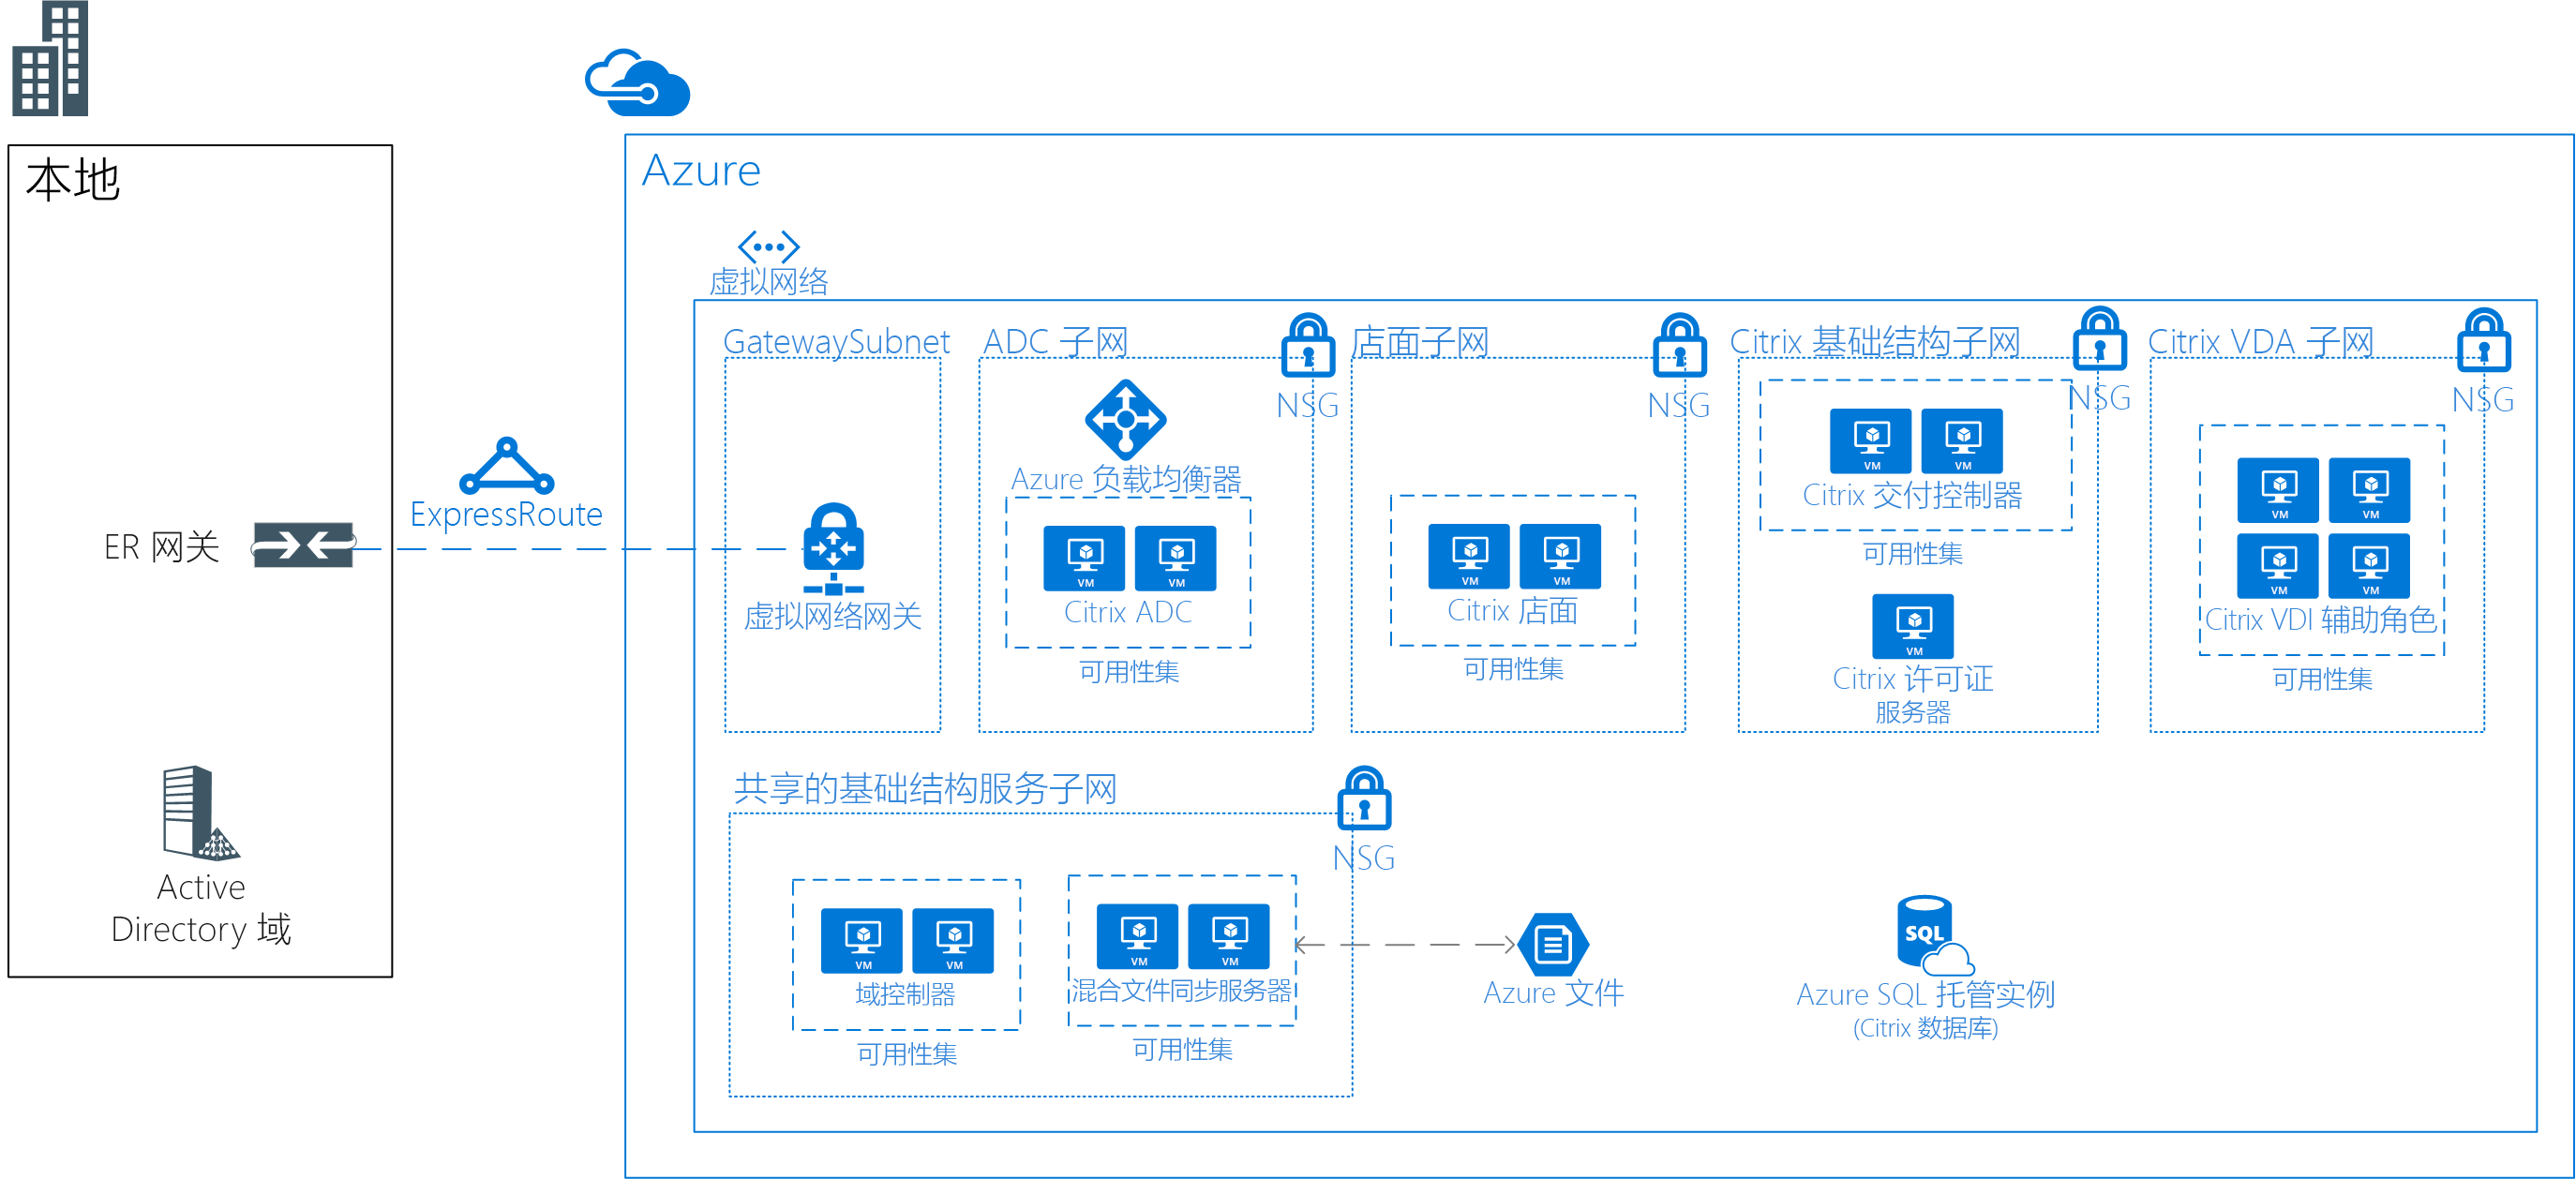 本地
ER 网关
Active
Directory 域
ExpressRoute
Azure
虚拟网络
GatewaySubnet
虚拟网络网关
ADC 子网
NSG
Azure 负载均衡器
VM
VM
Citrix ADC
可用性集
店面子网
NSG
VM
VM
Citrix 店面
可用性集
Citrix 基础结构子网
NSG
VM
VM
Citrix 交付控制器
可用性集
VM
Citrix 许可证
服务器
Citrix VDA 子网
NSG
VM
VM
VM
VM
Citrix VDI 辅助角色
可用性集
共享的基础结构服务子网
NSG
VM
VM
域控制器
可用性集
VM
VM
混合文件同步服务器
可用性集
Azure 文件
SQL
Azure SQL 托管实例
(Citrix 数据库)